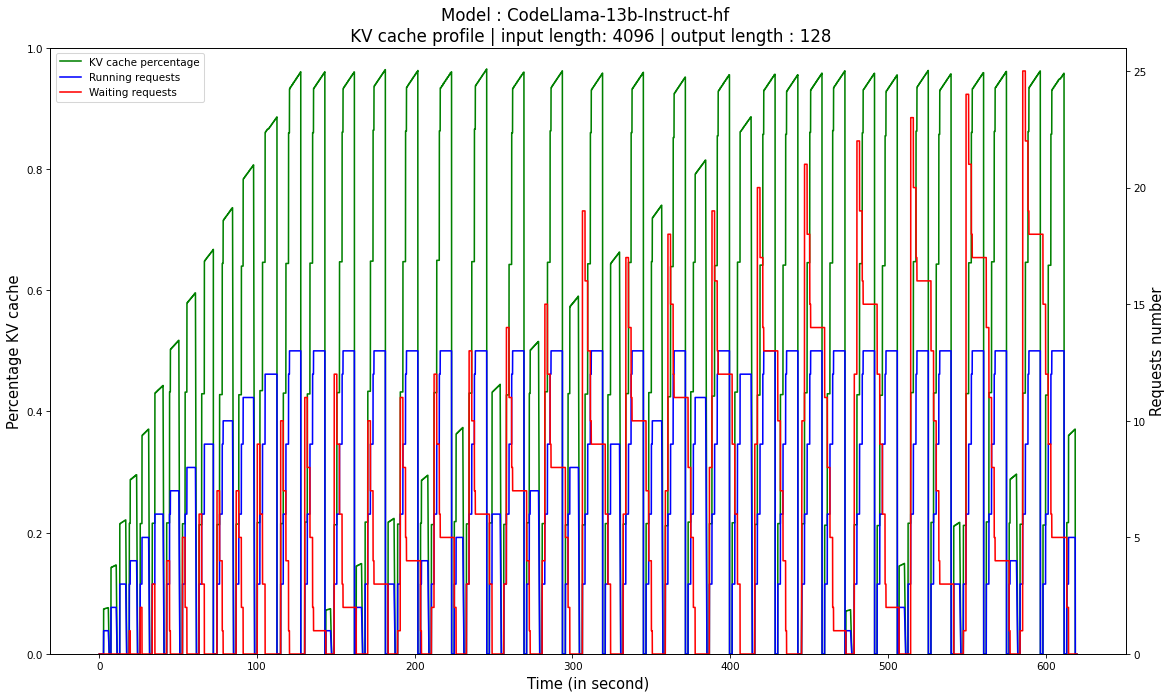 Model : CodeLlama-13b-Instruct-hf
KV cache profile | input length: 4096 | output length : 128
KV cache percentage
Running requests
Waiting requests
1.0
0.8
0.6
0.4
0.2
0.0
Percentage KV cache
25
20
15
10
5
0
Requests number
0 100 200 300 400 500 600
Time (in second)